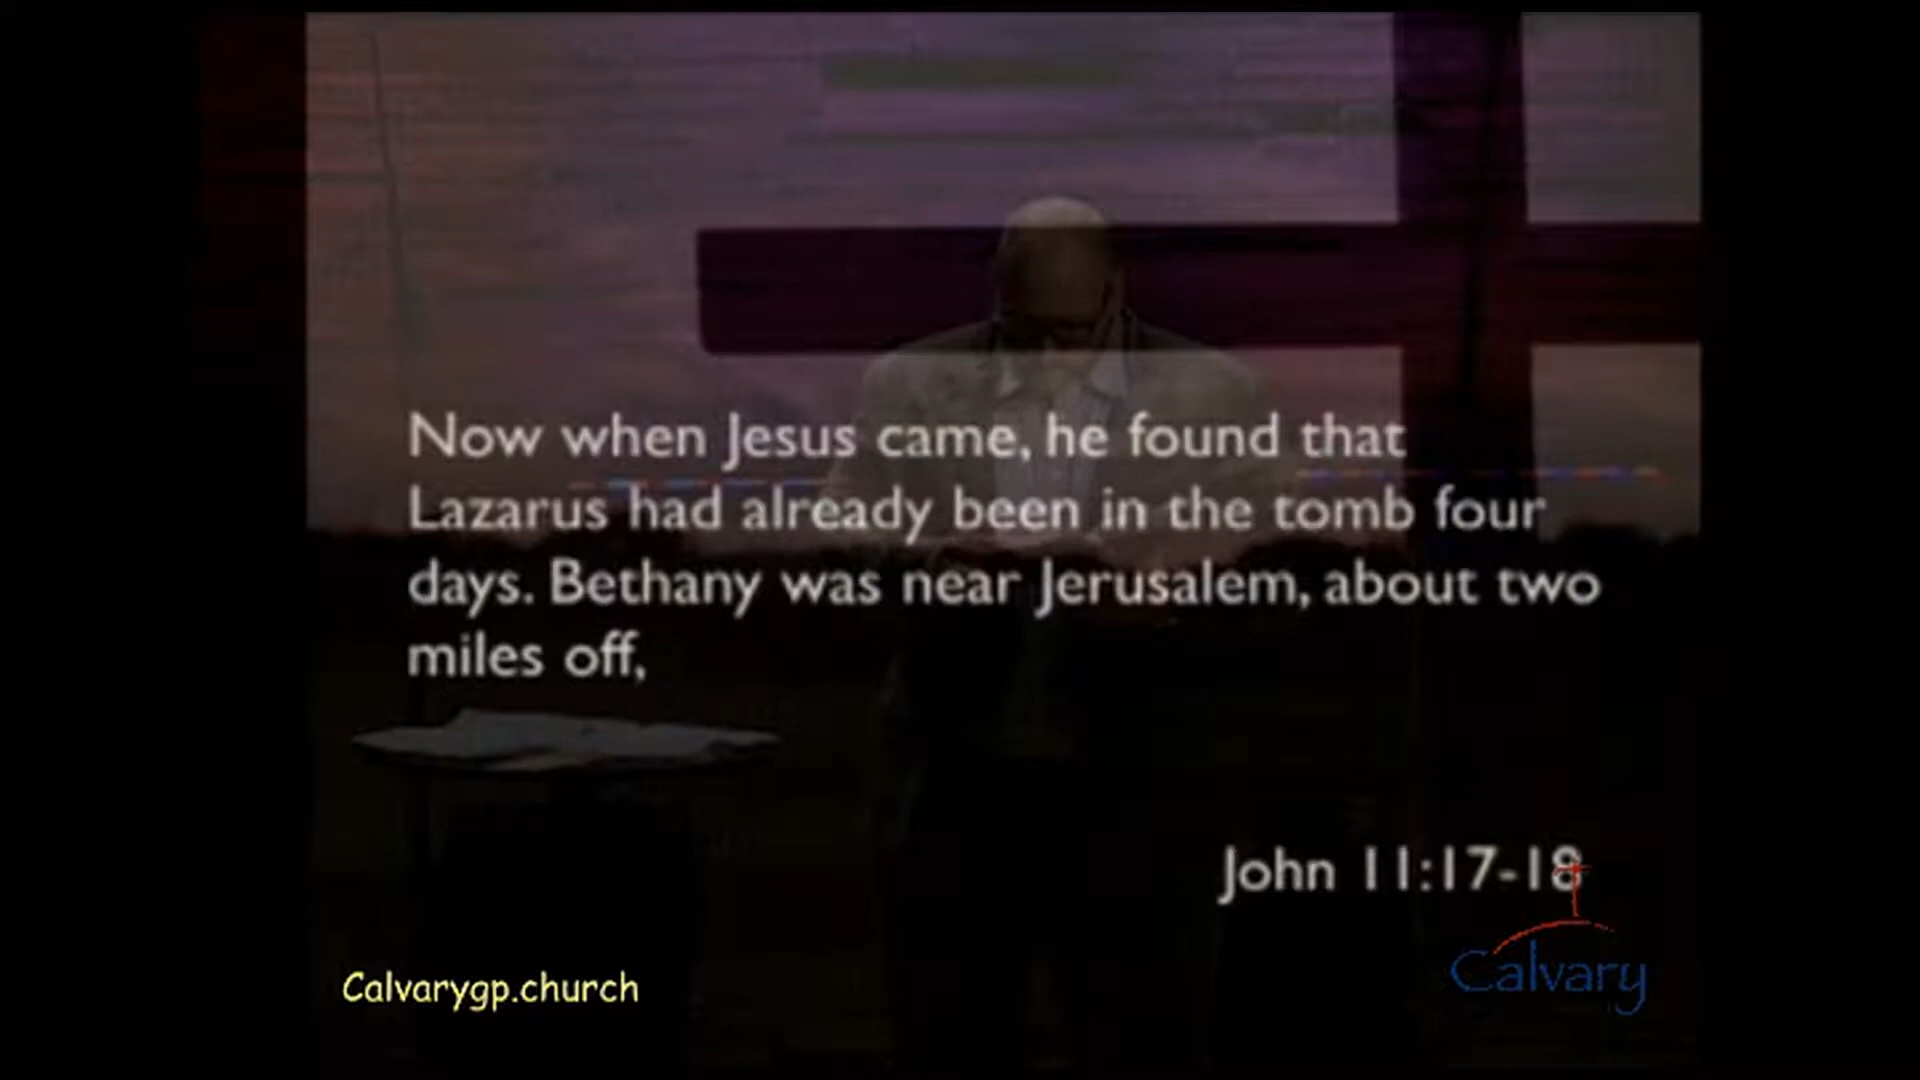 Now when Jesus came, he found that
Lazarus had already been in the tomb four
days. Bethany was near Jerusalem, about two
miles off,
John 11:17-18
Calvarygp.church
Calvary